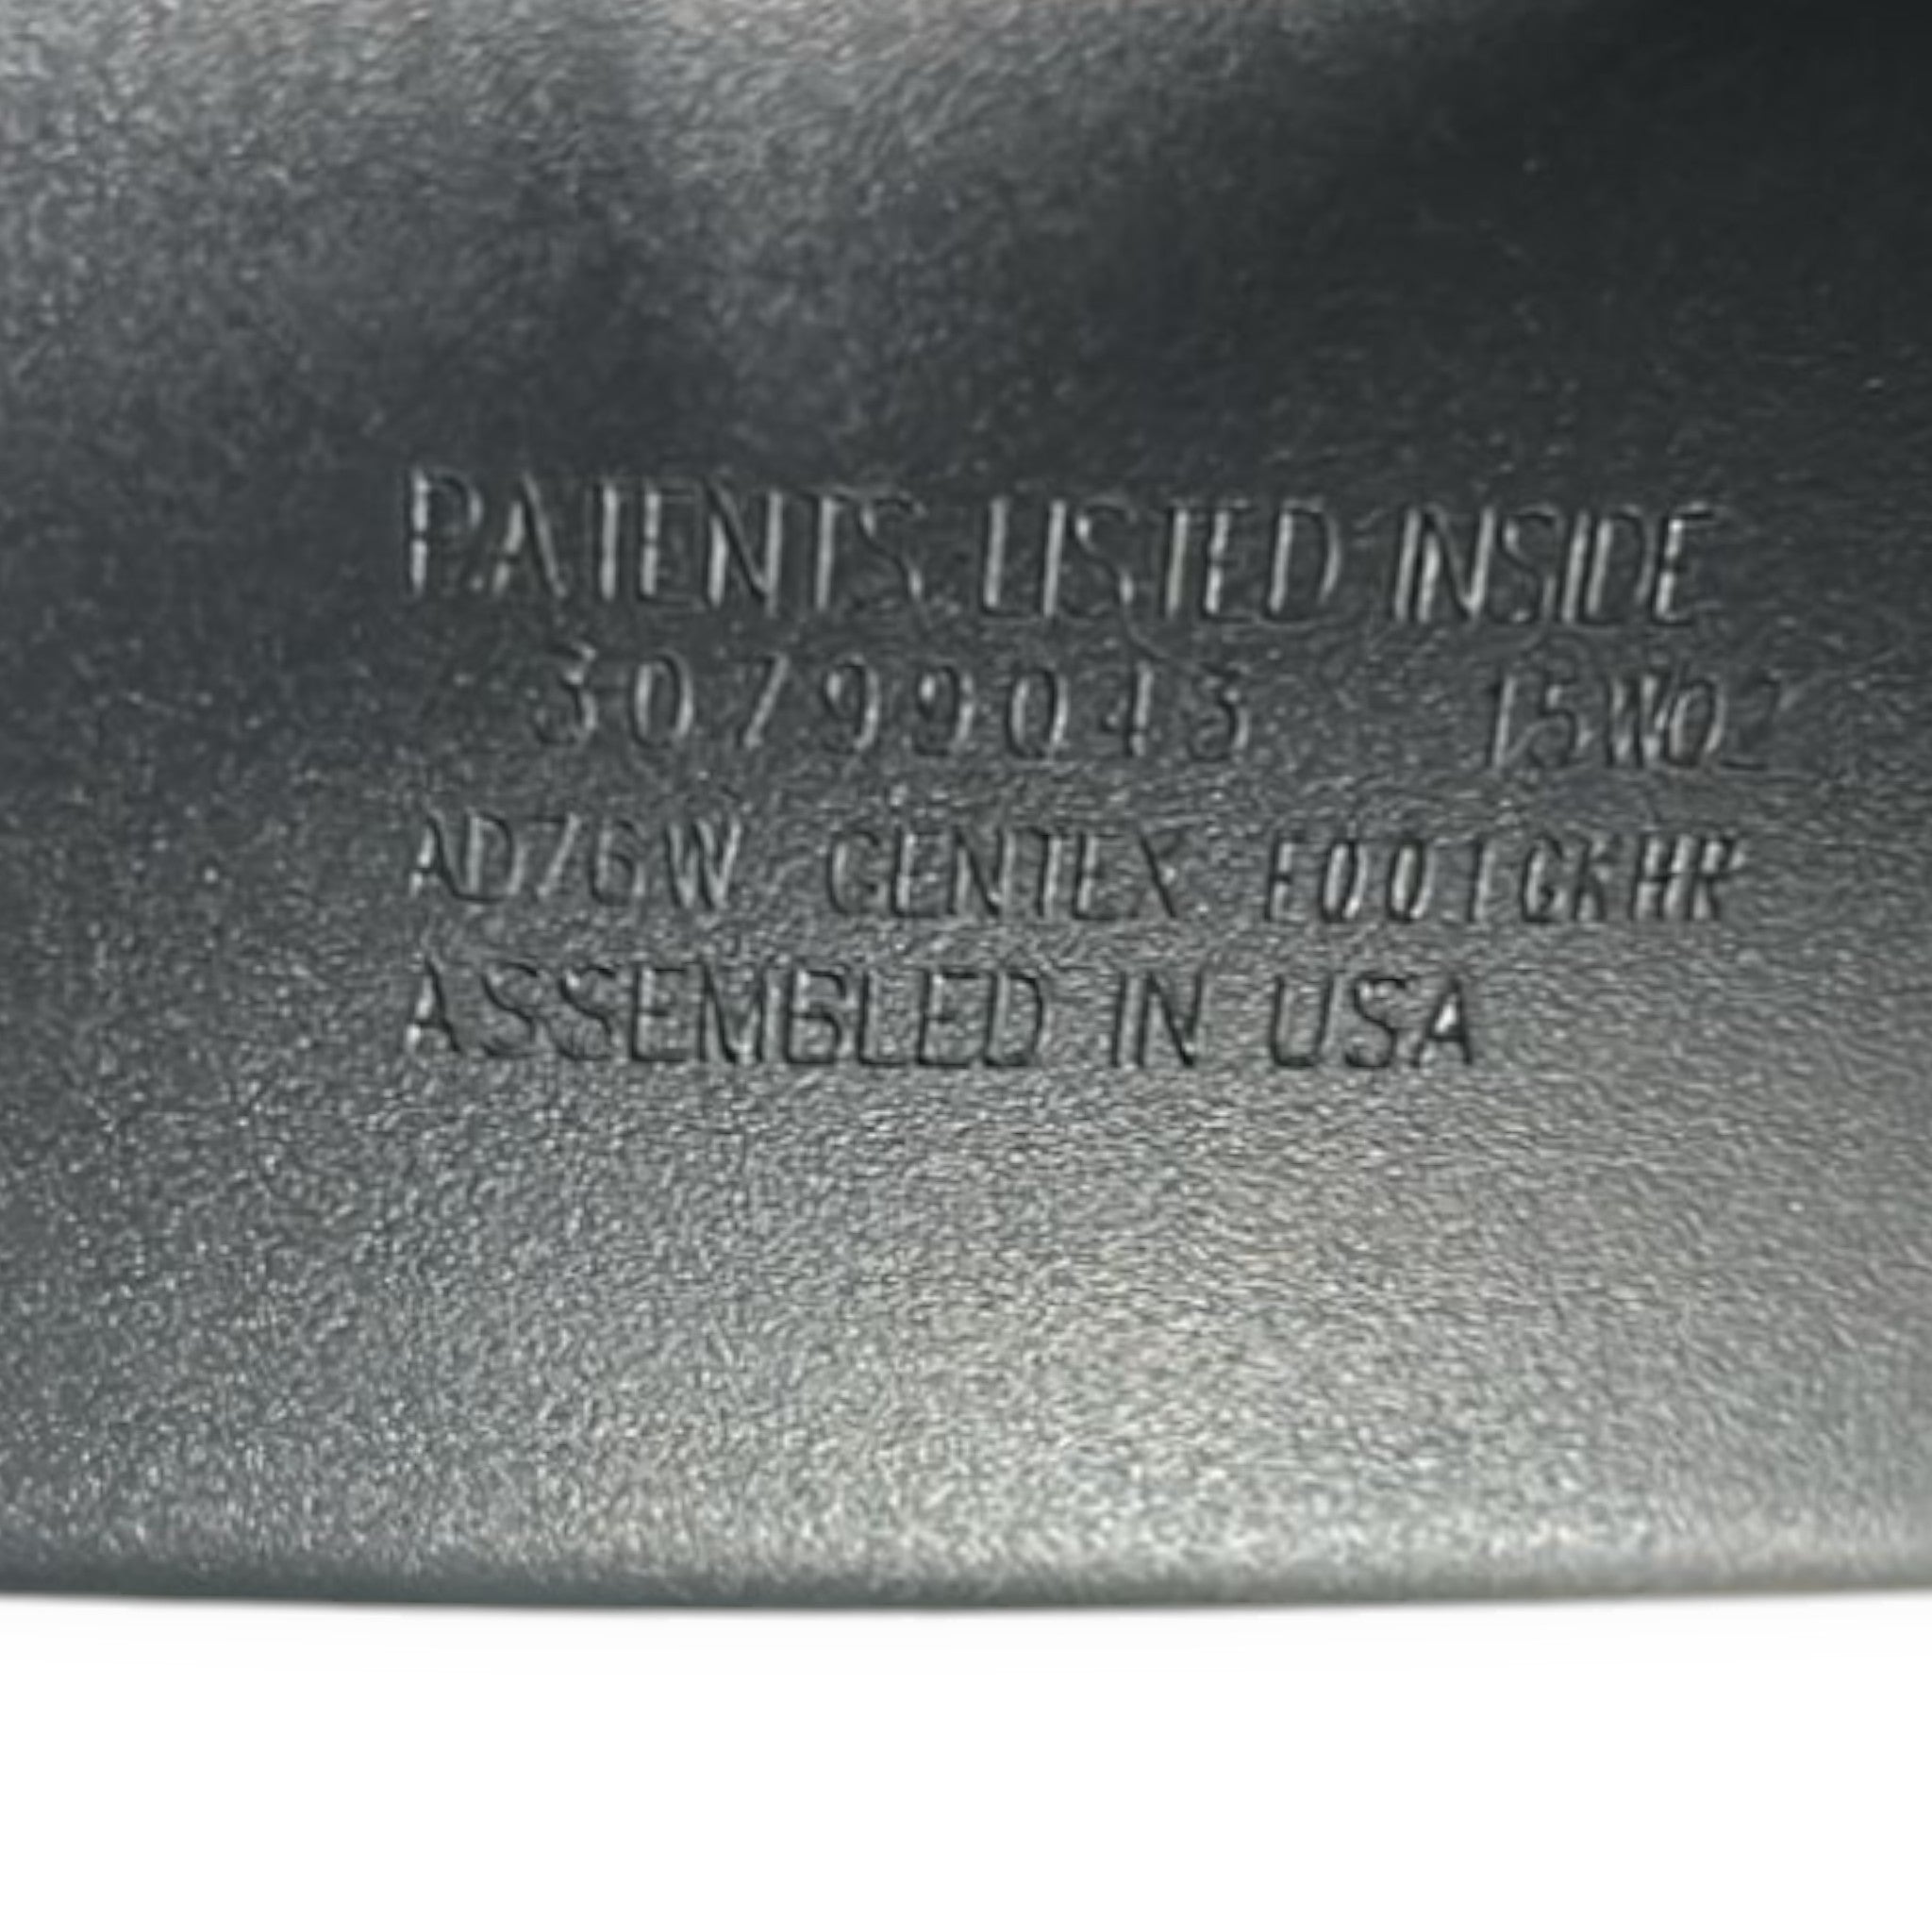 PATENTS LISTED INSIDE
30799043 15W02
AD76W GENTEX E001GKHR
ASSEMBLED IN USA